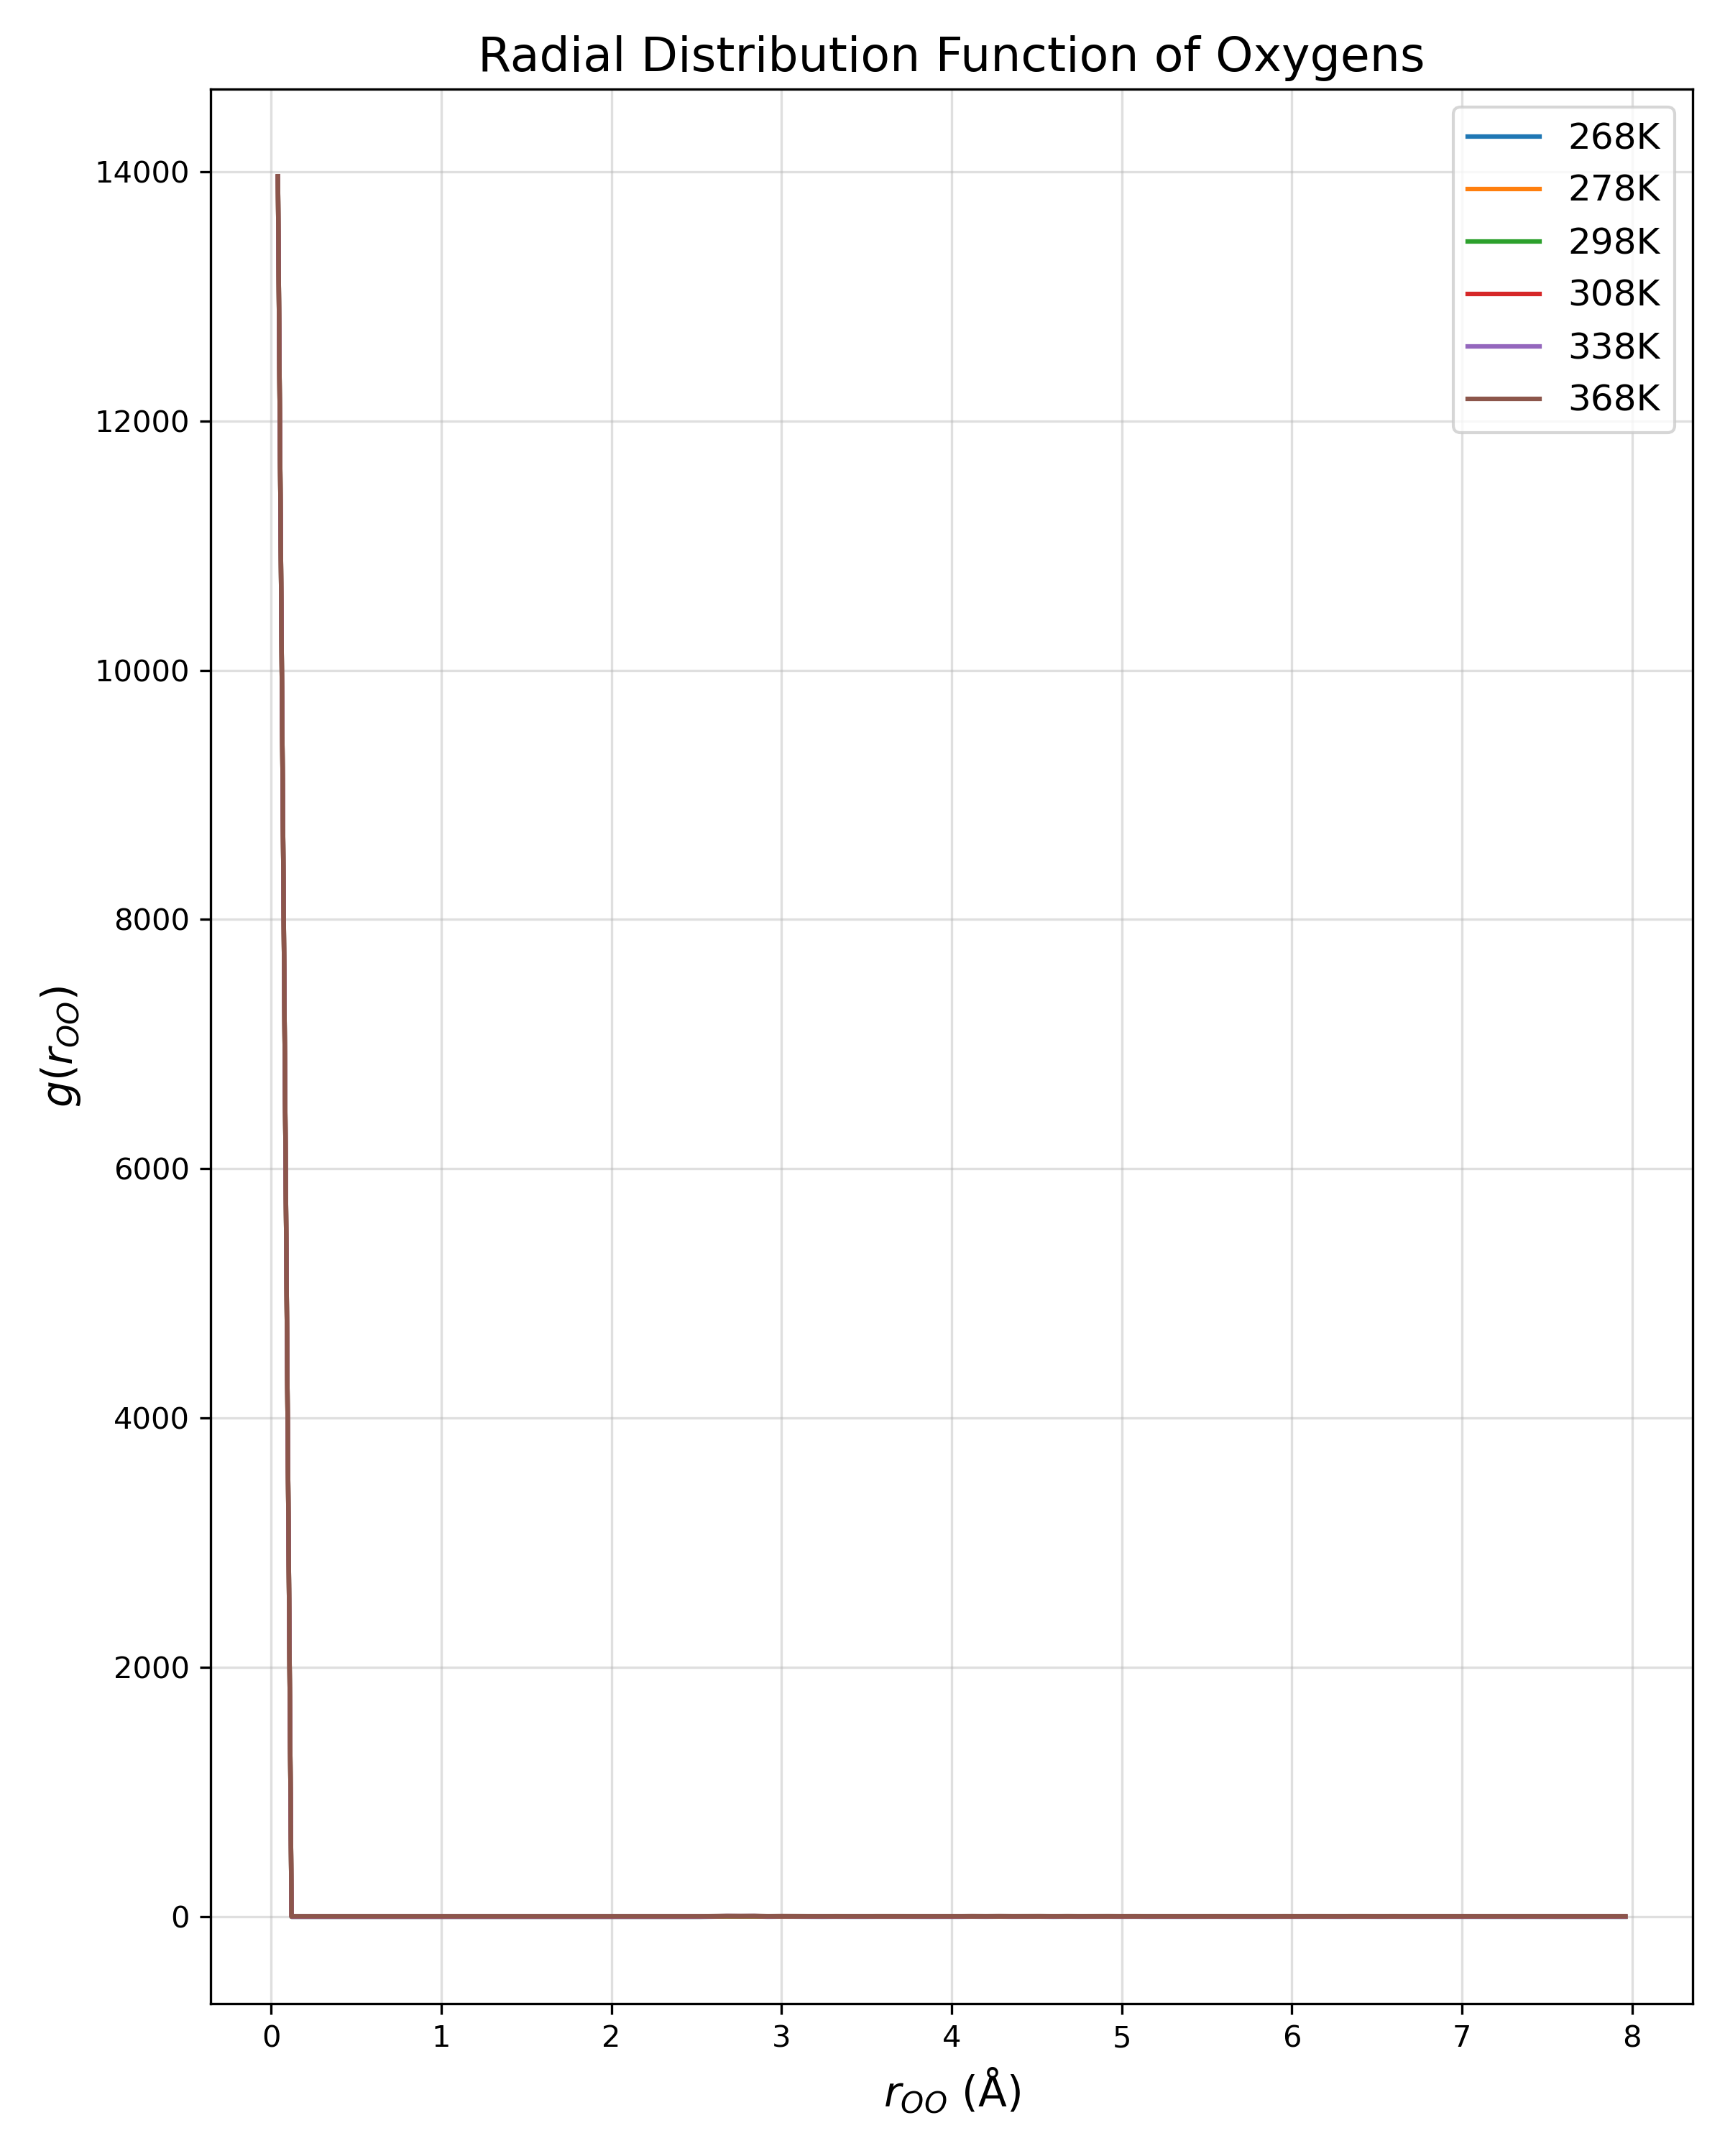 Radial Distribution Function of Oxygens
268K
278K
298K
308K
338K
368K
14000
12000
10000
8000
6000
4000
2000
0
g(r_OO)
0 1 2 3 4 5 6 7 8
r_OO (Å)